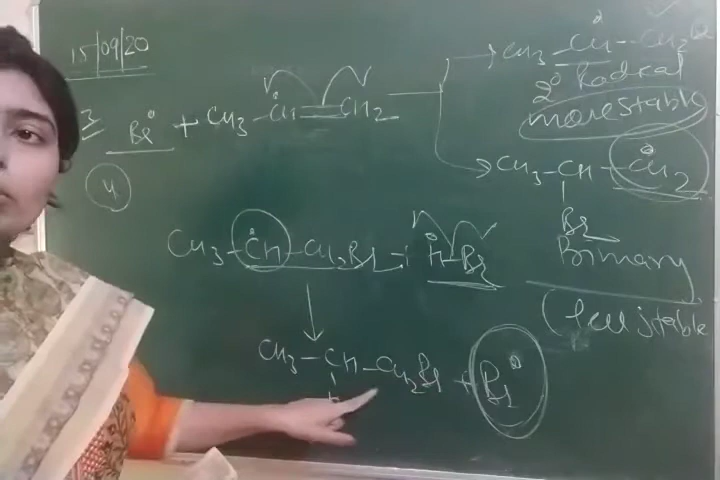 15/09/20
3
Br• + CH3-CH=CH2
CH3-CH-CH2Br
2° Radical
more stable
4
CH3-CH-CH2
Br
Primary
(Less stable
CH3-CH-CH2Br + H-Br
CH3-CH-CH2Br + Br•
H